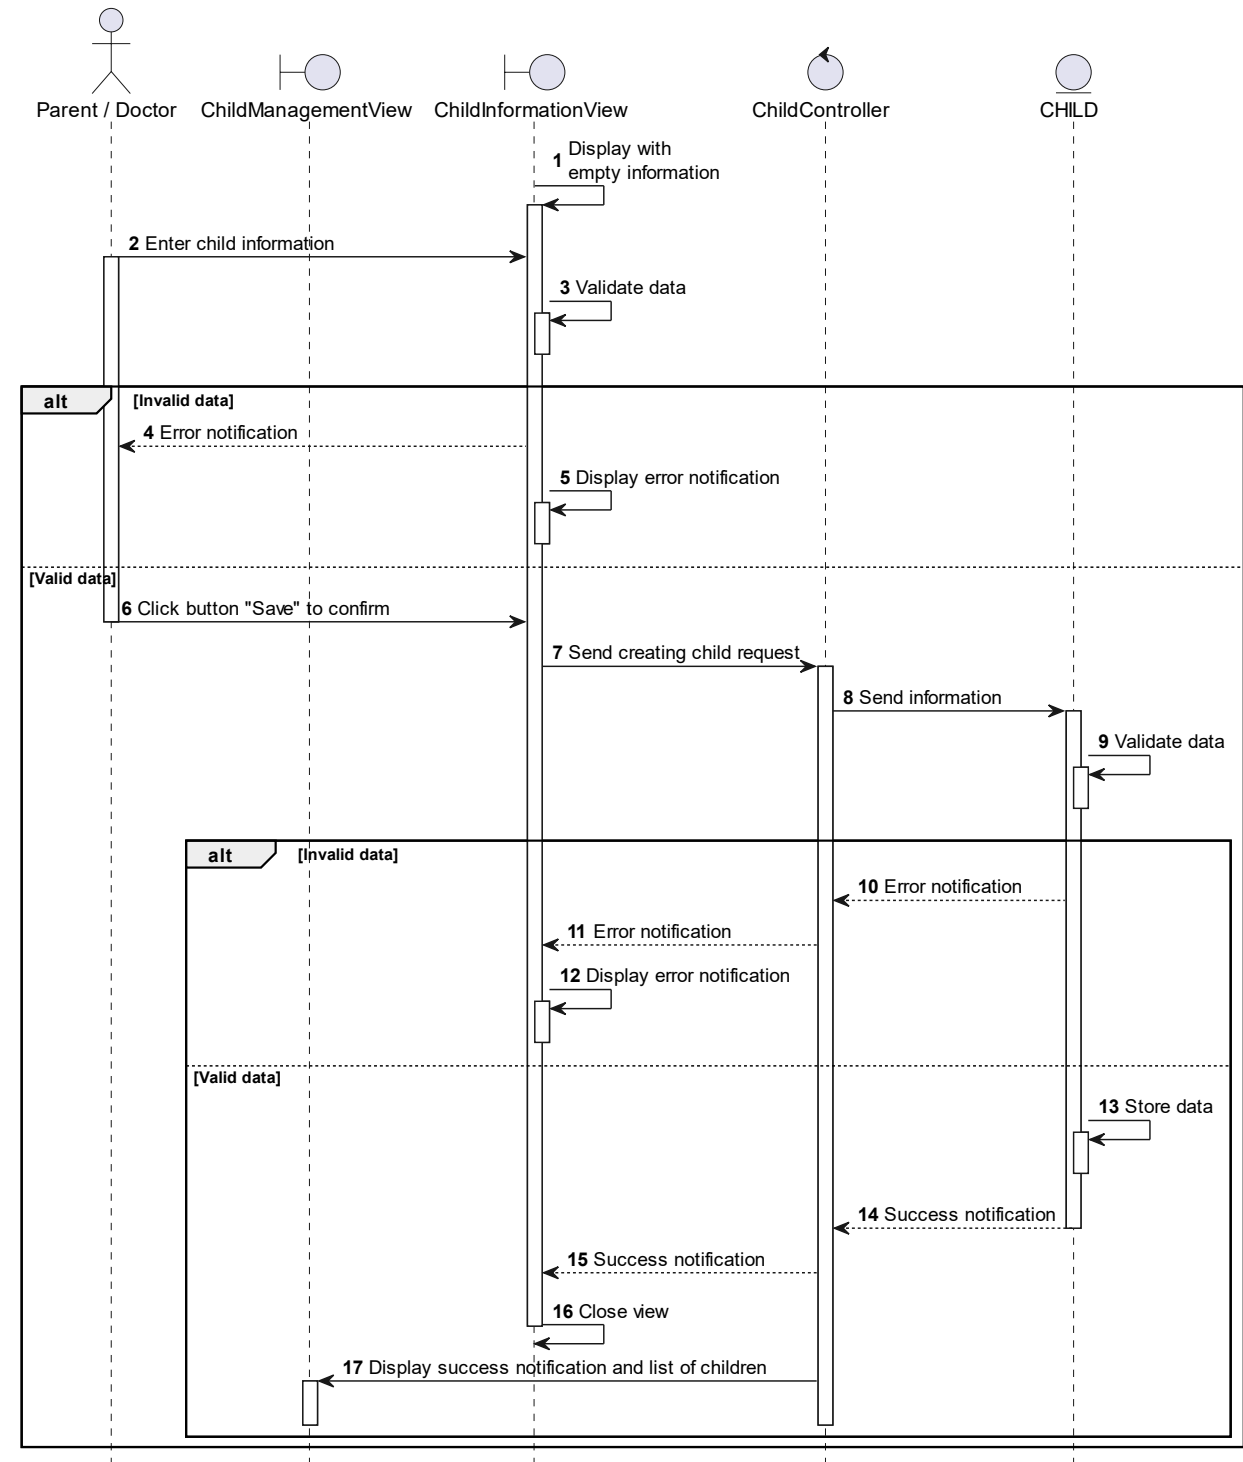 Parent / Doctor
ChildManagementView
ChildInformationView
ChildController
CHILD
1 Display with
empty information
2 Enter child information
3 Validate data
alt [Invalid data]
4 Error notification
5 Display error notification
[Valid data]
6 Click button "Save" to confirm
7 Send creating child request
8 Send information
9 Validate data
alt [Invalid data]
10 Error notification
11 Error notification
12 Display error notification
[Valid data]
13 Store data
14 Success notification
15 Success notification
16 Close view
17 Display success notification and list of children